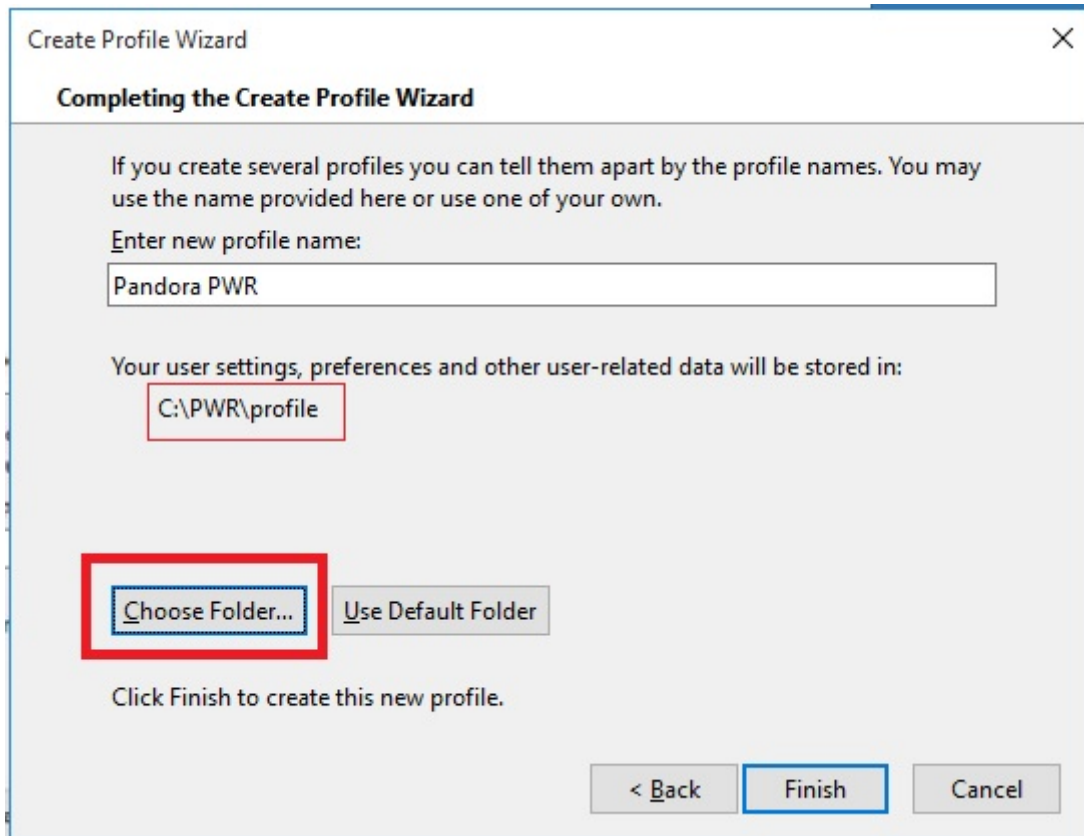 Create Profile Wizard
Completing the Create Profile Wizard
If you create several profiles you can tell them apart by the profile names. You may
use the name provided here or use one of your own.
Enter new profile name:
Pandora PWR
Your user settings, preferences and other user-related data will be stored in:
C:\PWR\profile
Choose Folder... Use Default Folder
Click Finish to create this new profile.
< Back Finish Cancel